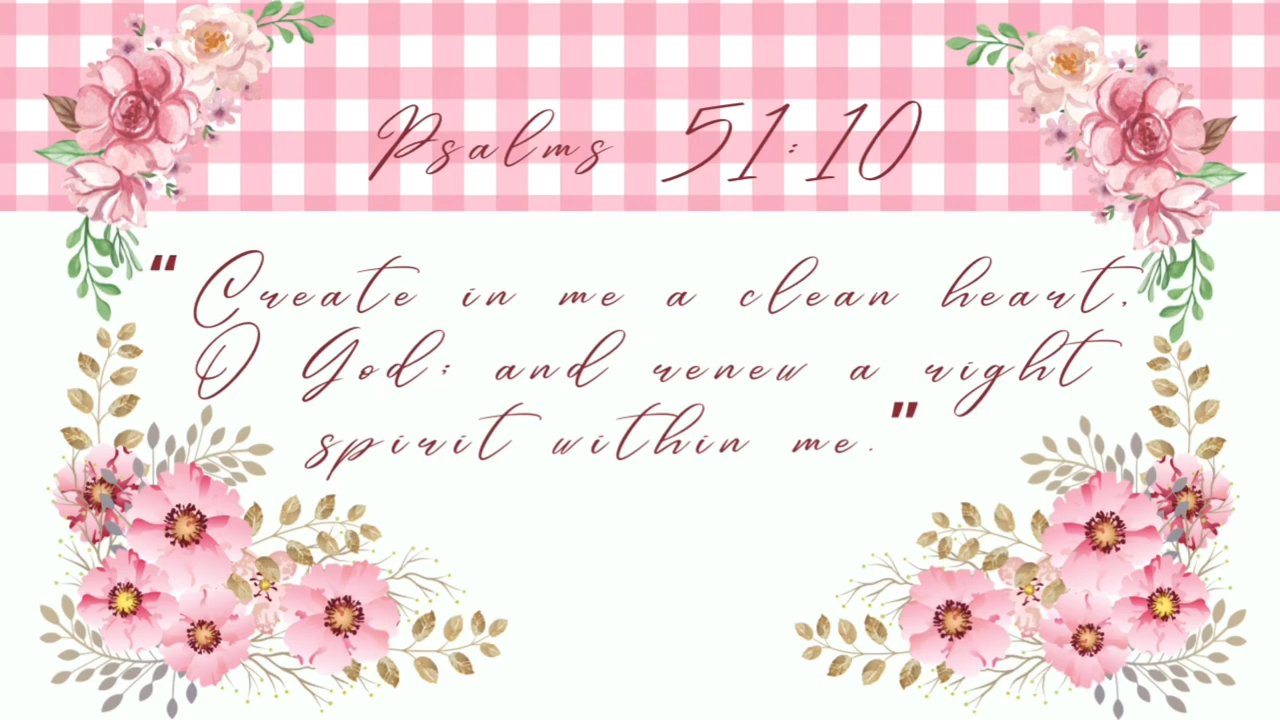 Psalms 51:10
"Create in me a clean heart,
O God; and renew a right
spirit within me."